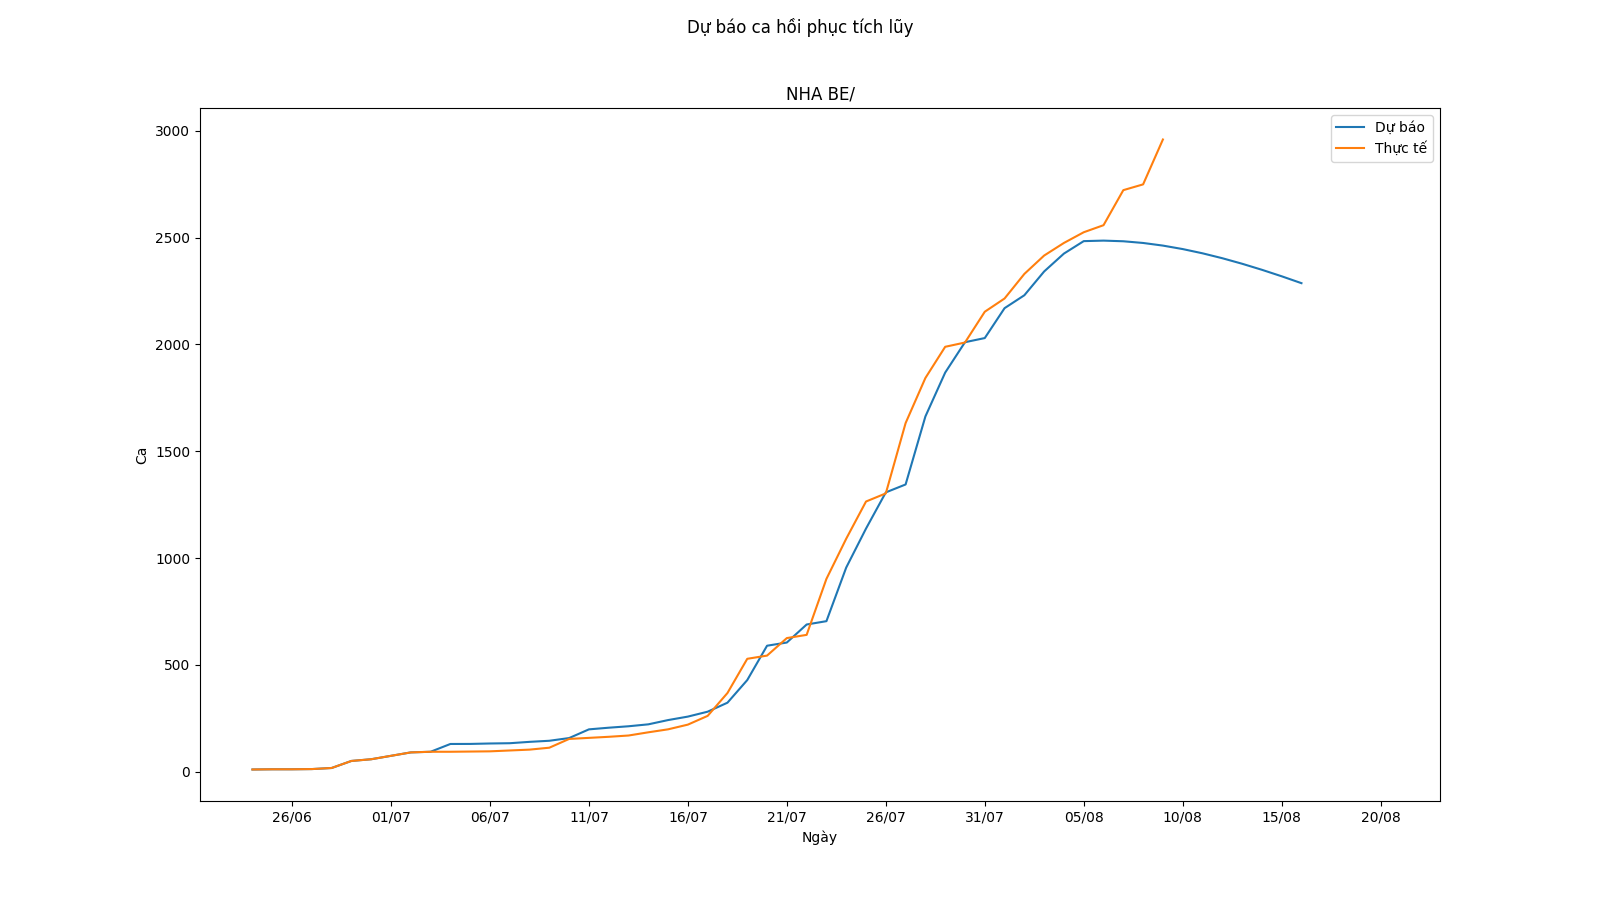 Dự báo ca hồi phục tích lũy
NHA BE/
Dự báo
Thực tế
3000
2500
2000
1500
1000
500
0
Ca
26/06 01/07 06/07 11/07 16/07 21/07 26/07 31/07 05/08 10/08 15/08 20/08
Ngày